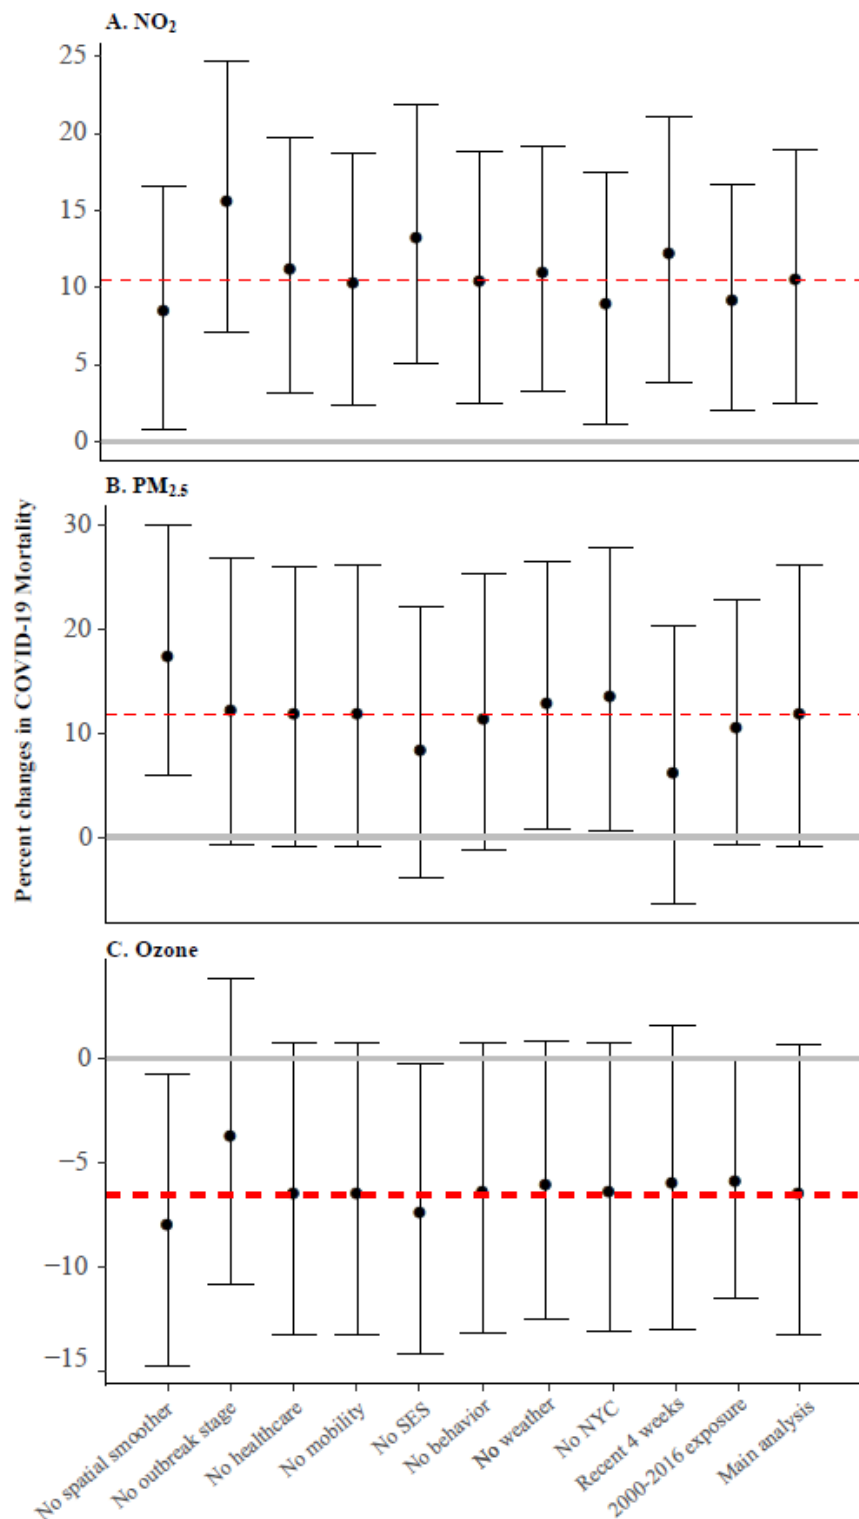 A. NO₂
25
20
15
10
5
0
B. PM₂.₅
30
20
10
0
Percent changes in COVID-19 Mortality
C. Ozone
0
−5
−10
−15
No spatial smoother
No outbreak stage
No healthcare
No mobility
No SES
No behavior
No weather
No NYC
Recent 4 weeks
2000-2016 exposure
Main analysis